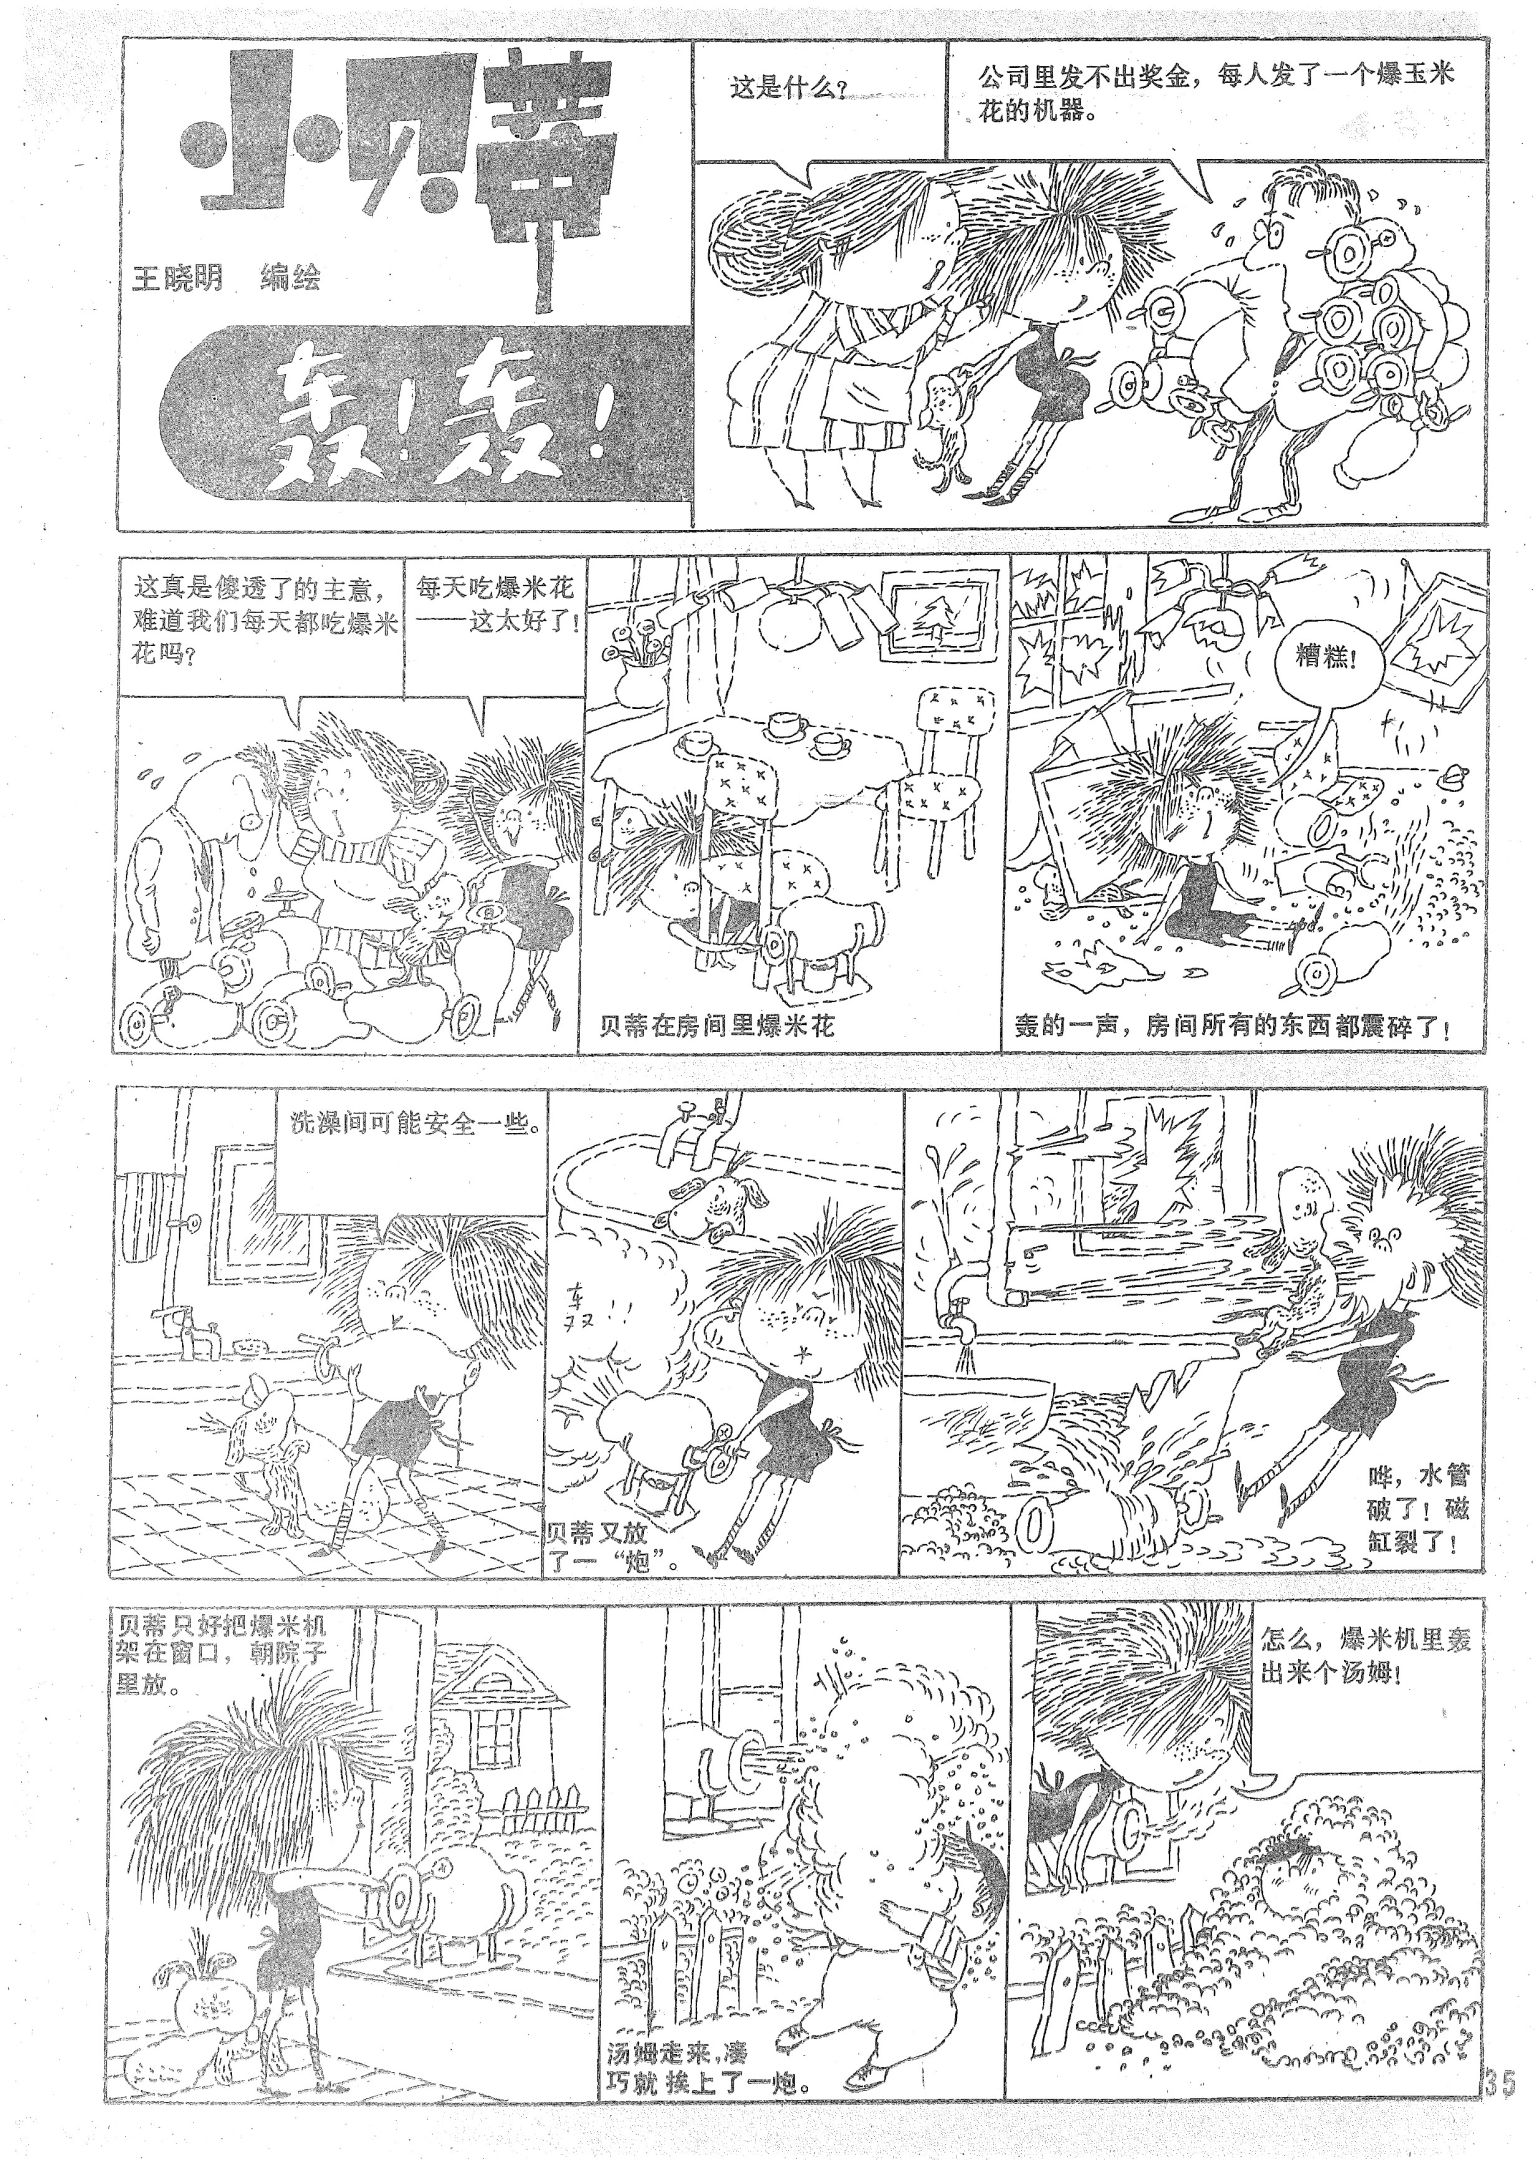 小贝蒂
王晓明 编绘
轰!轰!
这是什么?
公司里发不出奖金,每人发了一个爆玉米
花的机器。
这真是傻透了的主意,
难道我们每天都吃爆米
花吗?
每天吃爆米花
——这太好了!
贝蒂在房间里爆米花
糟糕!
轰的一声,房间所有的东西都震碎了!
洗澡间可能安全一些。
轰!!
贝蒂又放
了一“炮”。
哗,水管
破了!磁
缸裂了!
贝蒂只好把爆米机
架在窗口,朝院子
里放。
汤姆走来,凑
巧就挨上了一炮。
怎么,爆米机里轰
出来个汤姆!
35